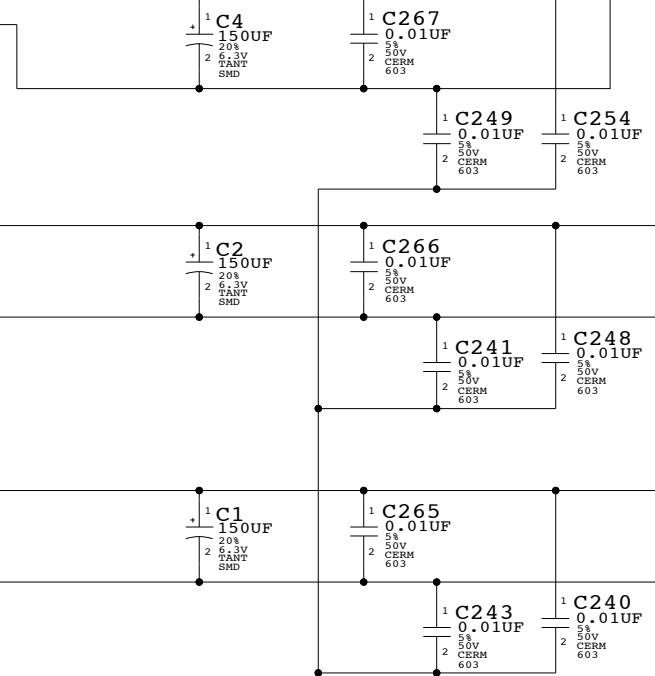 1 C4
+ 150UF
20%
2 6.3V
TANT
SMD
1 C267
0.01UF
5%
2 50V
CERM
603
1 C249
0.01UF
5%
2 50V
CERM
603
1 C254
0.01UF
5%
2 50V
CERM
603
1 C2
+ 150UF
20%
2 6.3V
TANT
SMD
1 C266
0.01UF
5%
2 50V
CERM
603
1 C241
0.01UF
5%
2 50V
CERM
603
1 C248
0.01UF
5%
2 50V
CERM
603
1 C1
+ 150UF
20%
2 6.3V
TANT
SMD
1 C265
0.01UF
5%
2 50V
CERM
603
1 C243
0.01UF
5%
2 50V
CERM
603
1 C240
0.01UF
5%
2 50V
CERM
603